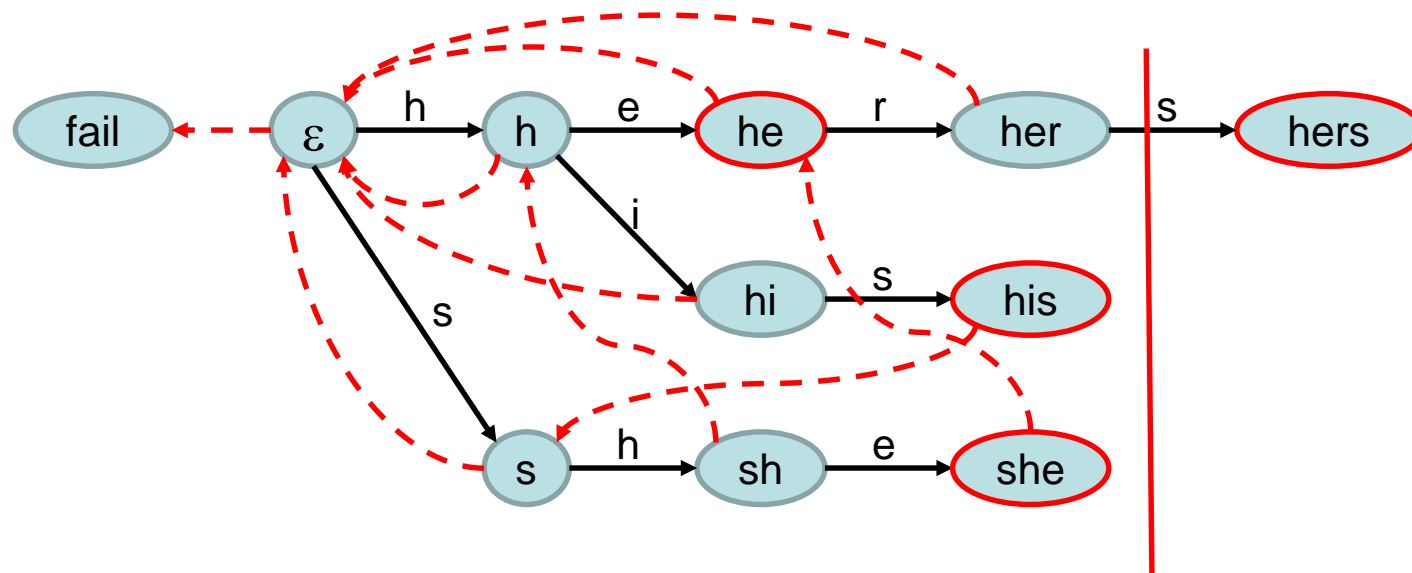 h e r s
fail ε h he her hers
i
s hi s his
s h sh e she